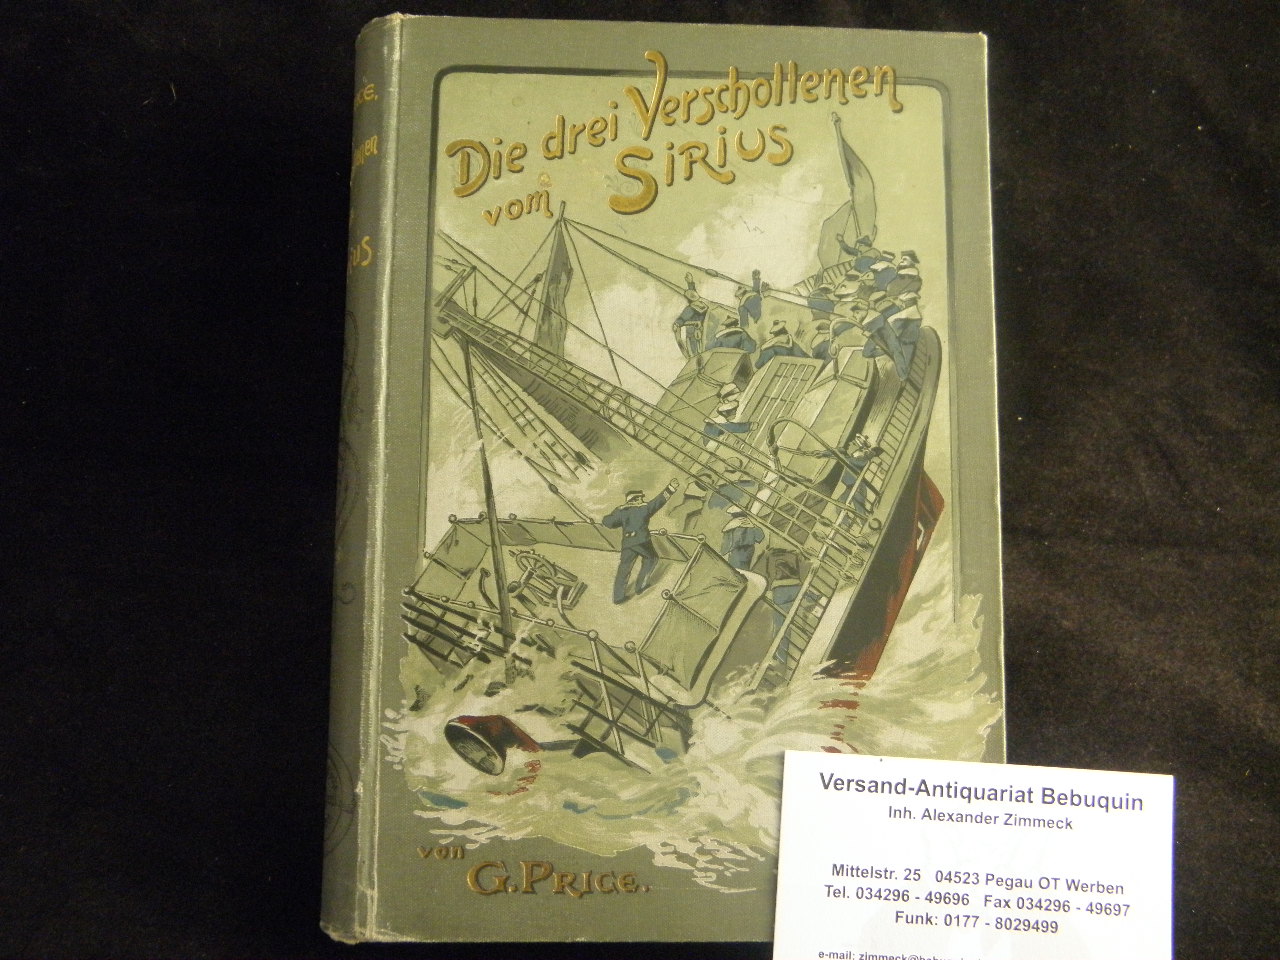 Die drei Verschollenen
vom Sirius
von
G. Price.
Versand-Antiquariat Bebuquin
Inh. Alexander Zimmeck
Mittelstr. 25 04523 Pegau OT Werben
Tel. 034296 - 49696 Fax 034296 - 49697
Funk: 0177 - 8029499
e-mail: